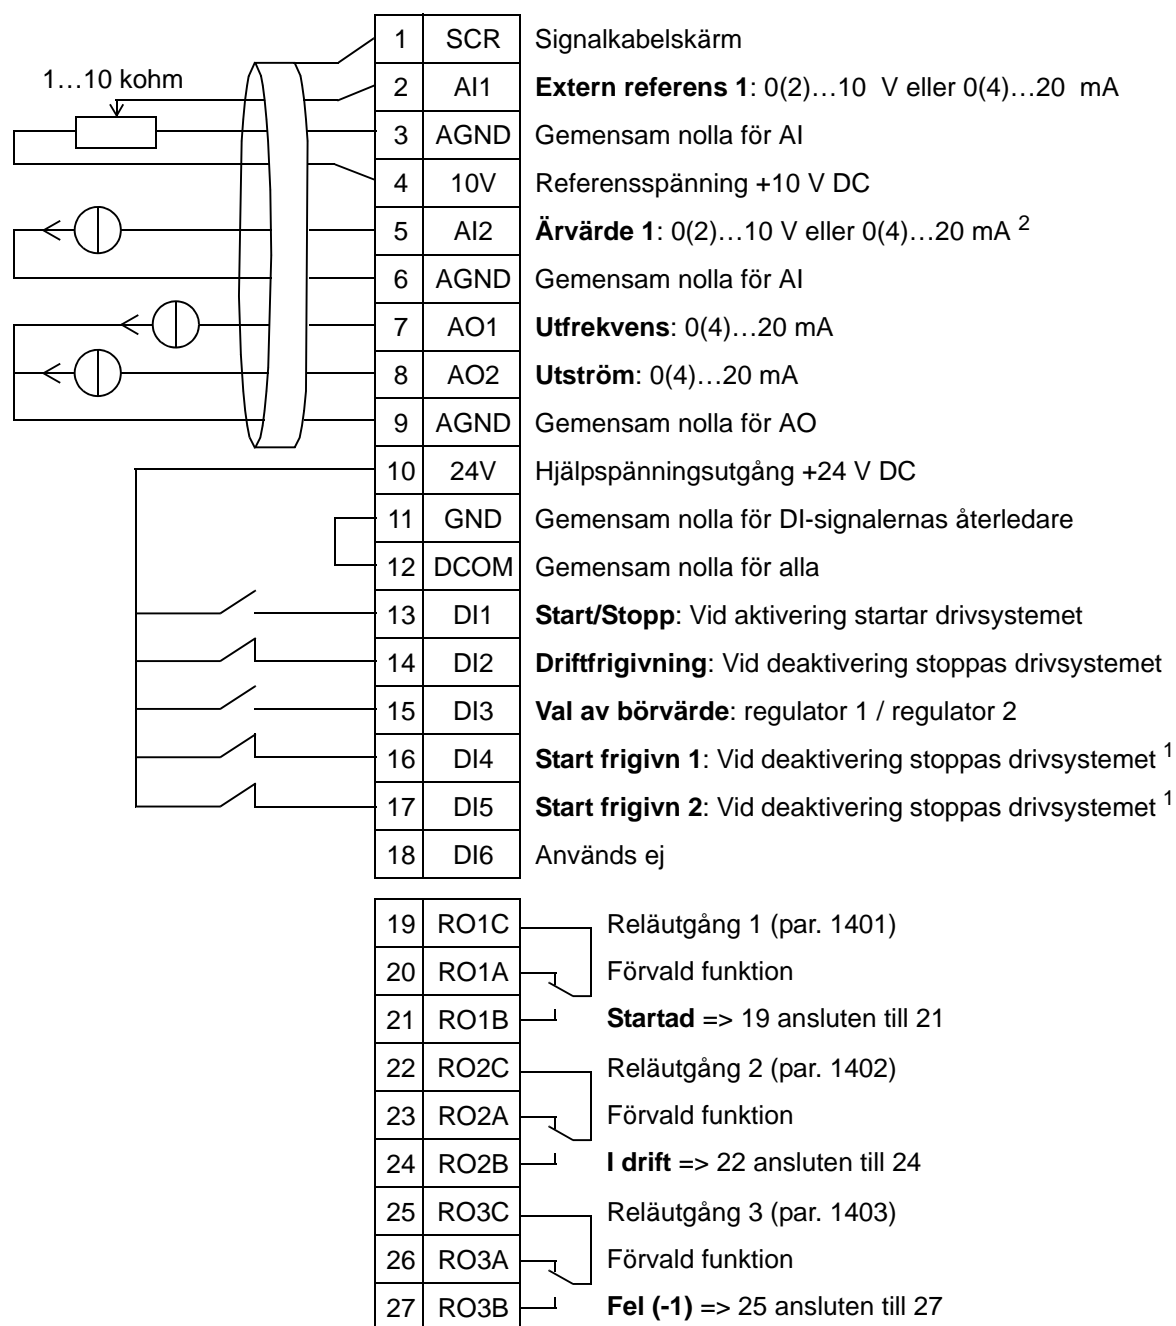 1 SCR Signalkabelskärm
1…10 kohm
2 AI1 Extern referens 1: 0(2)…10 V eller 0(4)…20 mA
3 AGND Gemensam nolla för AI
4 10V Referensspänning +10 V DC
5 AI2 Ärvärde 1: 0(2)…10 V eller 0(4)…20 mA 2
6 AGND Gemensam nolla för AI
7 AO1 Utfrekvens: 0(4)…20 mA
8 AO2 Utström: 0(4)…20 mA
9 AGND Gemensam nolla för AO
10 24V Hjälpspänningsutgång +24 V DC
11 GND Gemensam nolla för DI-signalernas återledare
12 DCOM Gemensam nolla för alla
13 DI1 Start/Stopp: Vid aktivering startar drivsystemet
14 DI2 Driftfrigivning: Vid deaktivering stoppas drivsystemet
15 DI3 Val av börvärde: regulator 1 / regulator 2
16 DI4 Start frigivn 1: Vid deaktivering stoppas drivsystemet 1
17 DI5 Start frigivn 2: Vid deaktivering stoppas drivsystemet 1
18 DI6 Används ej
19 RO1C Reläutgång 1 (par. 1401)
20 RO1A Förvald funktion
21 RO1B Startad => 19 ansluten till 21
22 RO2C Reläutgång 2 (par. 1402)
23 RO2A Förvald funktion
24 RO2B I drift => 22 ansluten till 24
25 RO3C Reläutgång 3 (par. 1403)
26 RO3A Förvald funktion
27 RO3B Fel (-1) => 25 ansluten till 27